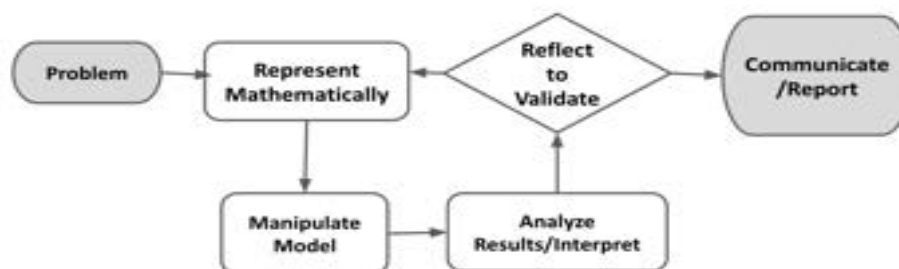 Problem
Represent
Mathematically
Reflect
to
Validate
Communicate
/Report
Manipulate
Model
Analyze
Results/Interpret